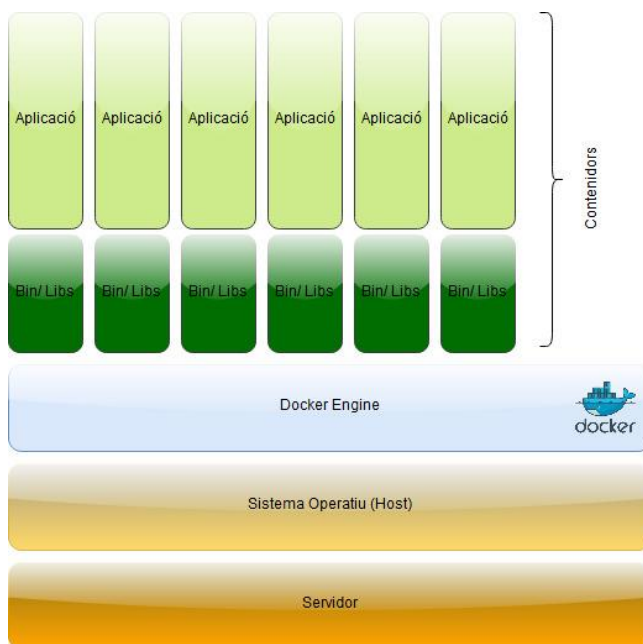 Aplicació Aplicació Aplicació Aplicació Aplicació Aplicació
Contenidors
Bin/ Libs Bin/ Libs Bin/ Libs Bin/ Libs Bin/ Libs Bin/ Libs
Docker Engine
docker
Sistema Operatiu (Host)
Servidor